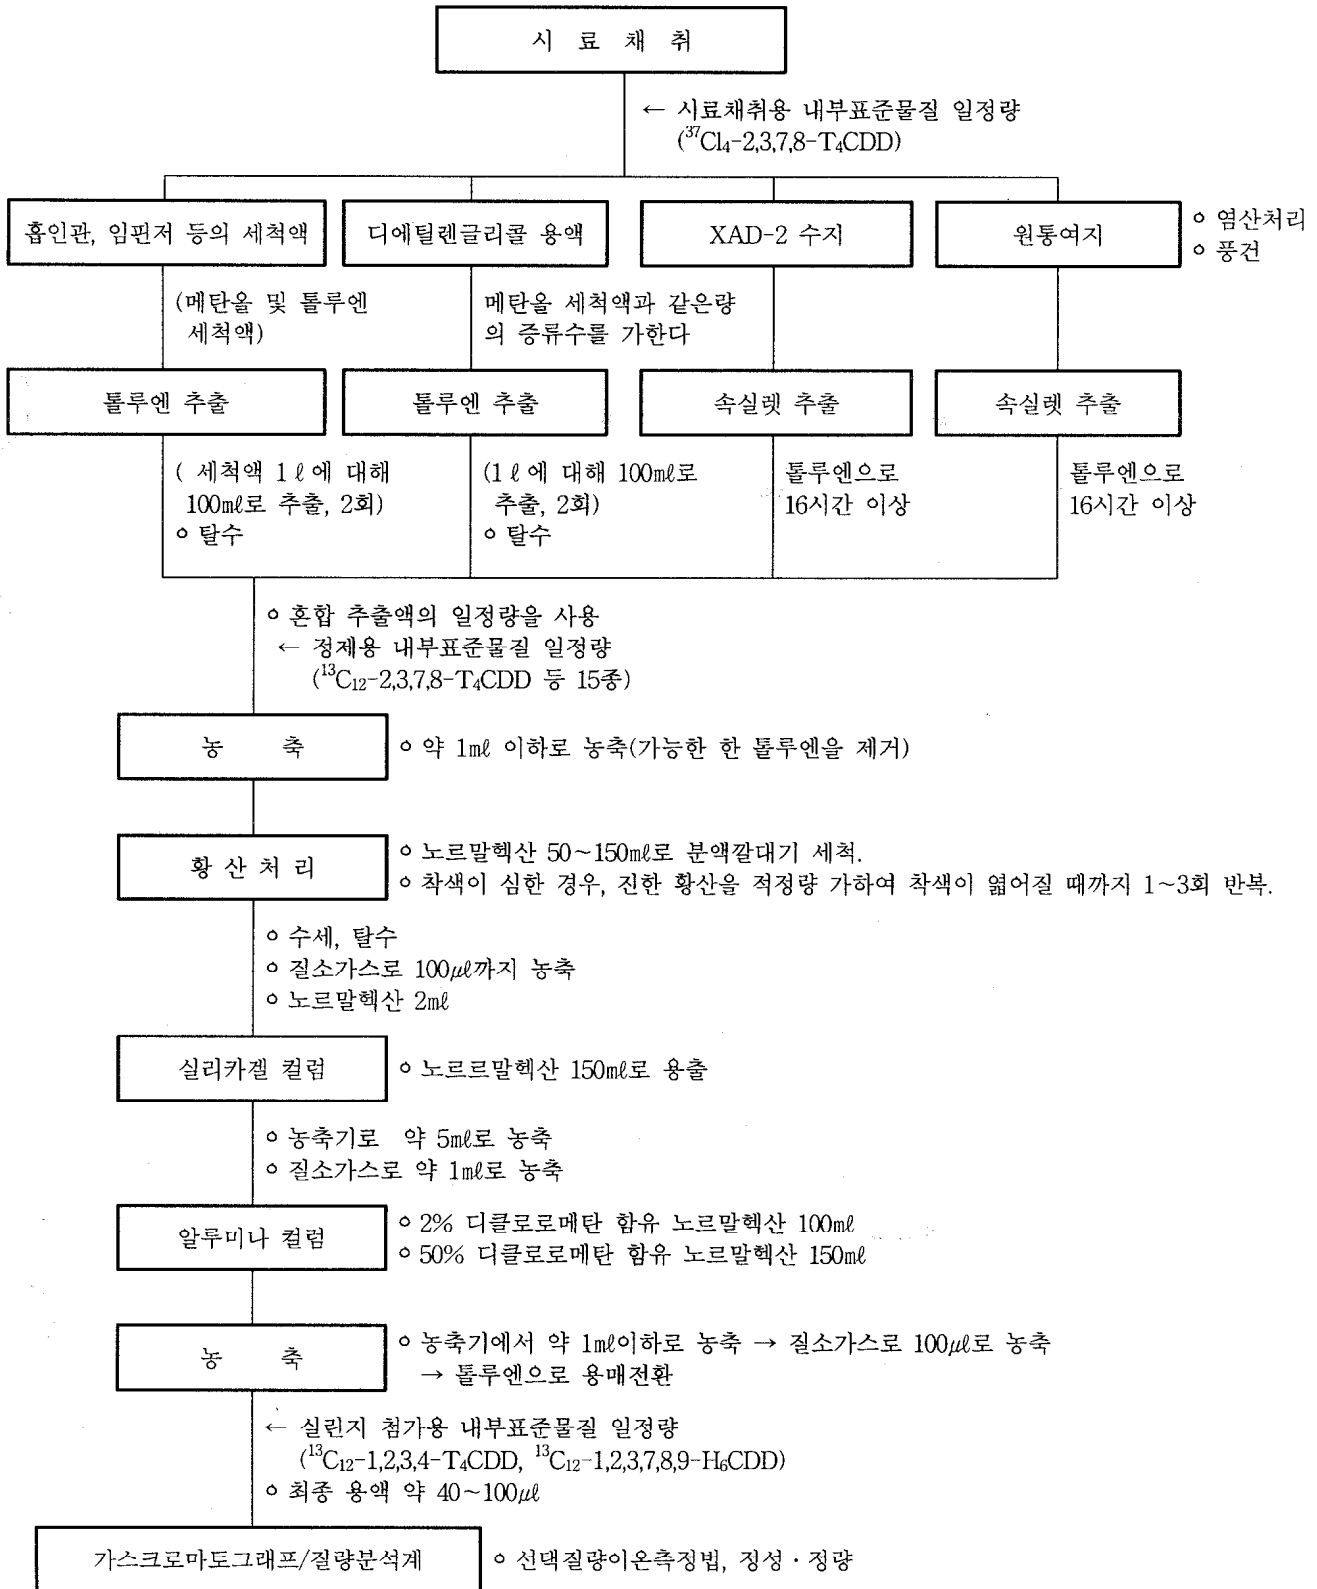 시 료 채 취
← 시료채취용 내부표준물질 일정량
(³⁷Cl₄-2,3,7,8-T₄CDD)
흡인관, 임핀저 등의 세척액
디에틸렌글리콜 용액
XAD-2 수지
원통여지
ㅇ 염산처리
ㅇ 풍건
(메탄올 및 톨루엔
세척액)
메탄올 세척액과 같은량
의 증류수를 가한다
톨루엔 추출
톨루엔 추출
속실렛 추출
속실렛 추출
( 세척액 1ℓ에 대해
100㎖로 추출, 2회)
ㅇ 탈수
(1ℓ에 대해 100㎖로
추출, 2회)
ㅇ 탈수
톨루엔으로
16시간 이상
톨루엔으로
16시간 이상
ㅇ 혼합 추출액의 일정량을 사용
← 정제용 내부표준물질 일정량
(¹³C₁₂-2,3,7,8-T₄CDD 등 15종)
농 축
ㅇ 약 1㎖ 이하로 농축(가능한 한 톨루엔을 제거)
황 산 처 리
ㅇ 노르말헥산 50~150㎖로 분액깔대기 세척.
ㅇ 착색이 심한 경우, 진한 황산을 적정량 가하여 착색이 엷어질 때까지 1~3회 반복.
ㅇ 수세, 탈수
ㅇ 질소가스로 100㎕까지 농축
ㅇ 노르말헥산 2㎖
실리카겔 컬럼
ㅇ 노르르말헥산 150㎖로 용출
ㅇ 농축기로 약 5㎖로 농축
ㅇ 질소가스로 약 1㎖로 농축
알루미나 컬럼
ㅇ 2% 디클로로메탄 함유 노르말헥산 100㎖
ㅇ 50% 디클로로메탄 함유 노르말헥산 150㎖
농 축
ㅇ 농축기에서 약 1㎖이하로 농축 → 질소가스로 100㎕로 농축
→ 톨루엔으로 용매전환
← 실린지 첨가용 내부표준물질 일정량
(¹³C₁₂-1,2,3,4-T₄CDD, ¹³C₁₂-1,2,3,7,8,9-H₆CDD)
ㅇ 최종 용액 약 40~100㎕
가스크로마토그래프/질량분석계
ㅇ 선택질량이온측정법, 정성·정량